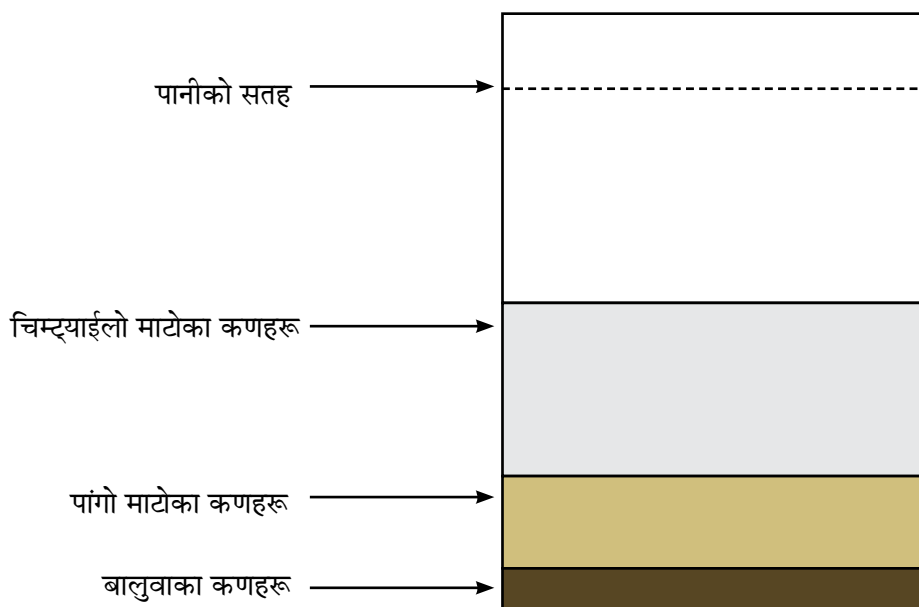 पानीको सतह
चिम्ट्याईलो माटोका कणहरू
पांगो माटोका कणहरू
बालुवाका कणहरू